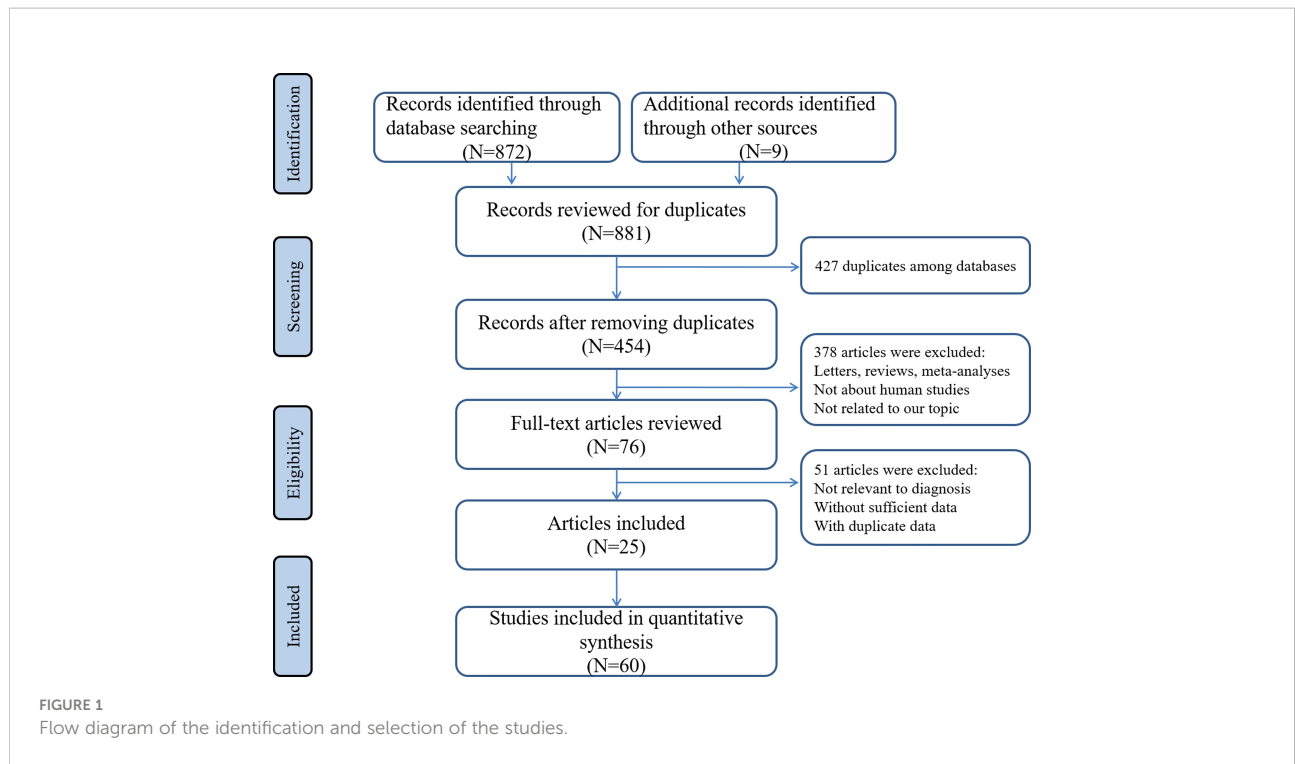 Identification
Records identified through
database searching
(N=872)
Additional records identified
through other sources
(N=9)
Records reviewed for duplicates
(N=881)
Screening
427 duplicates among databases
Records after removing duplicates
(N=454)
378 articles were excluded:
Letters, reviews, meta-analyses
Not about human studies
Not related to our topic
Eligibility
Full-text articles reviewed
(N=76)
51 articles were excluded:
Not relevant to diagnosis
Without sufficient data
With duplicate data
Articles included
(N=25)
Included
Studies included in quantitative
synthesis
(N=60)
FIGURE 1
Flow diagram of the identification and selection of the studies.